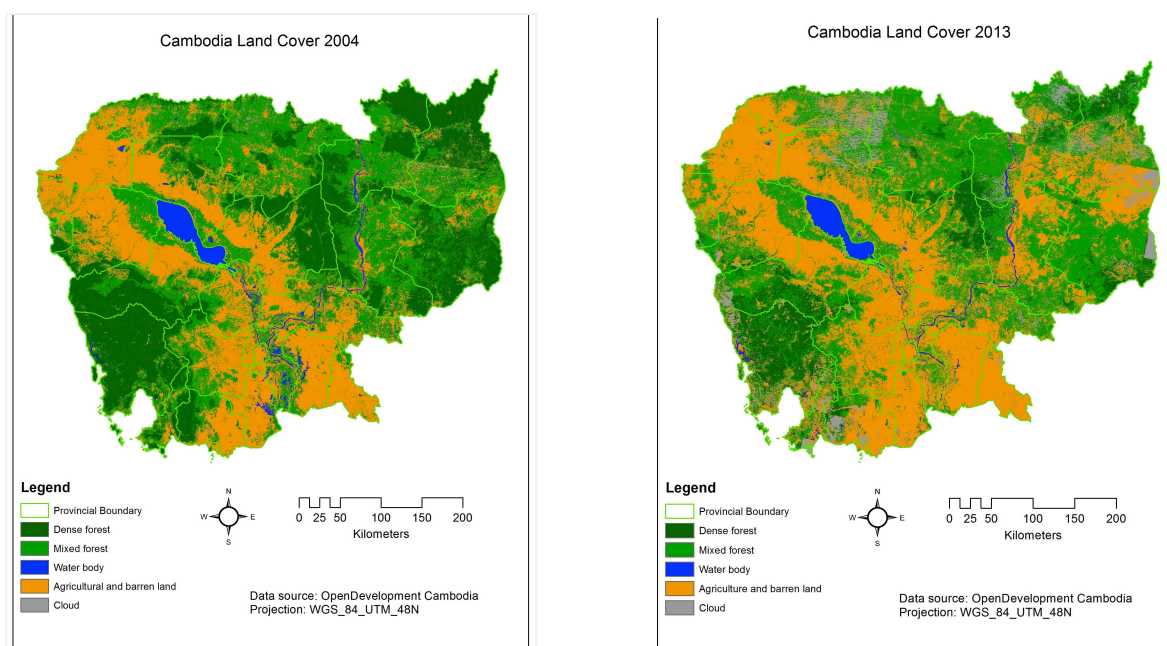 Cambodia Land Cover 2004
Legend
Provincial Boundary
Dense forest
Mixed forest
Water body
Agricultural and barren land
Cloud
N
W E
S
0 25 50 100 150 200
Kilometers
Data source: OpenDevelopment Cambodia
Projection: WGS_84_UTM_48N
Cambodia Land Cover 2013
Legend
Provincial Boundary
Dense forest
Mixed forest
Water body
Agriculture and barren land
Cloud
N
W E
S
0 25 50 100 150 200
Kilometers
Data source: OpenDevelopment Cambodia
Projection: WGS_84_UTM_48N